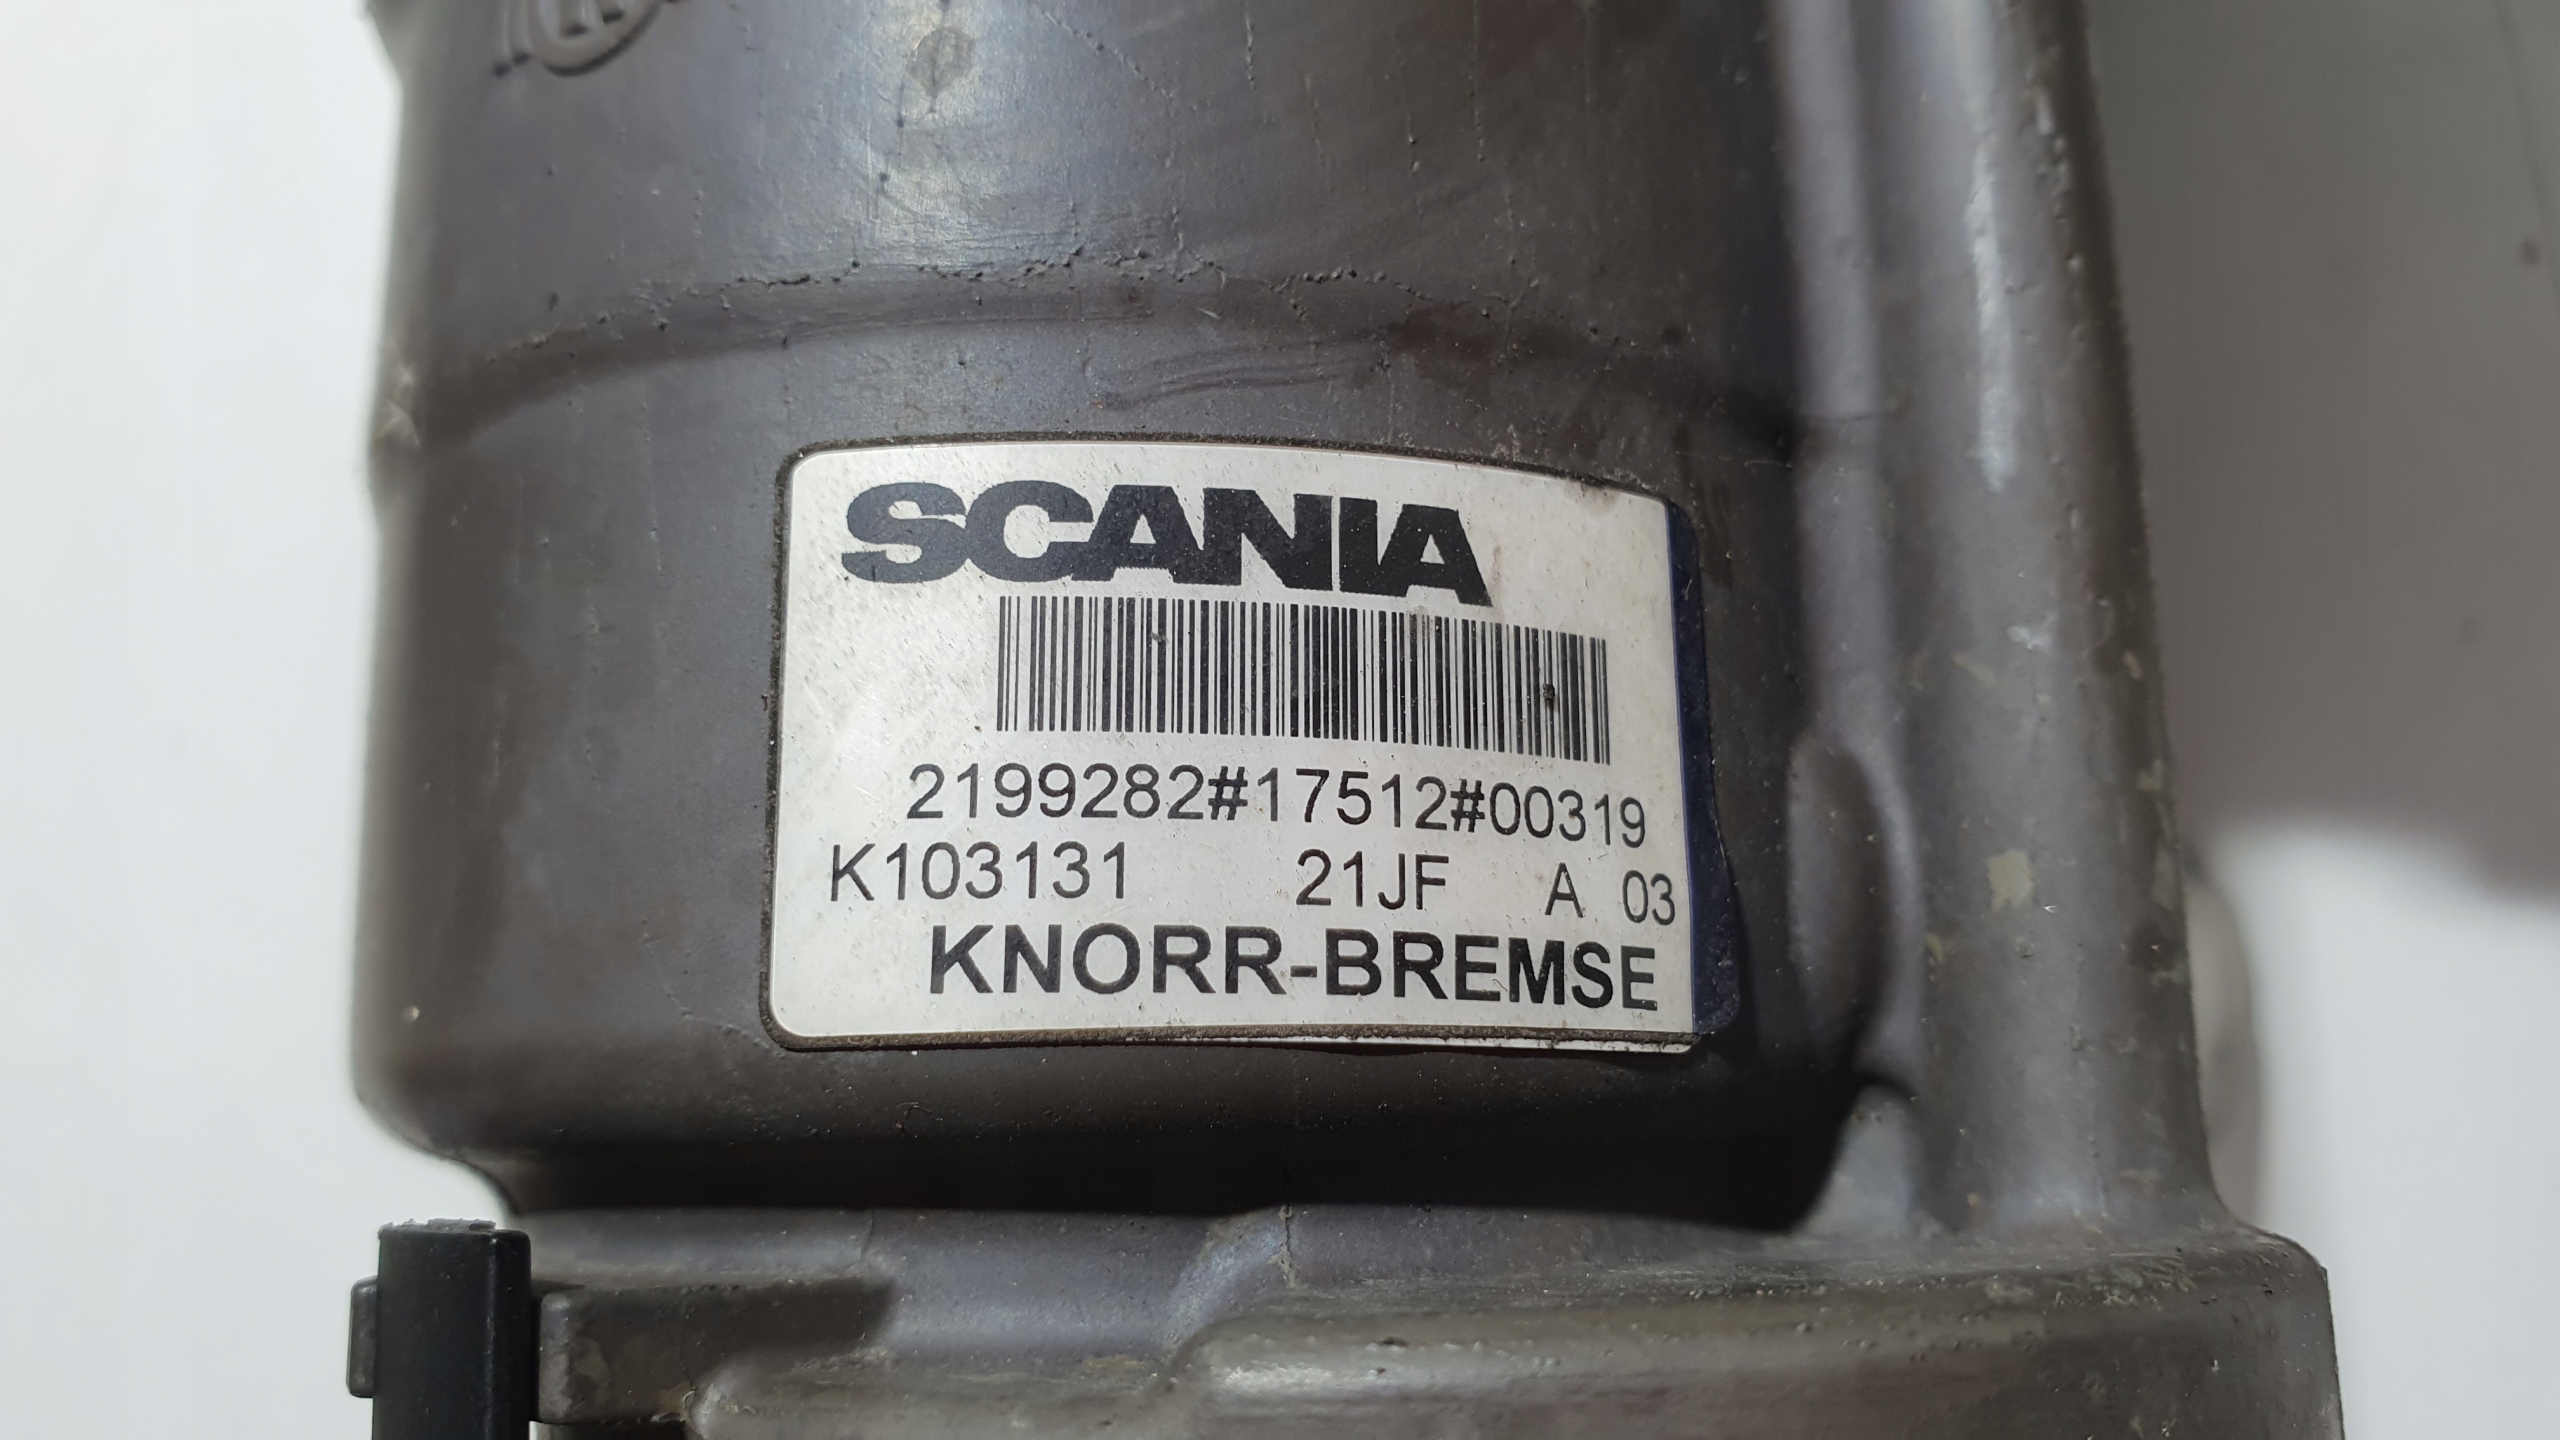 SCANIA
2199282#17512#00319
K103131 21JF A 03
KNORR-BREMSE